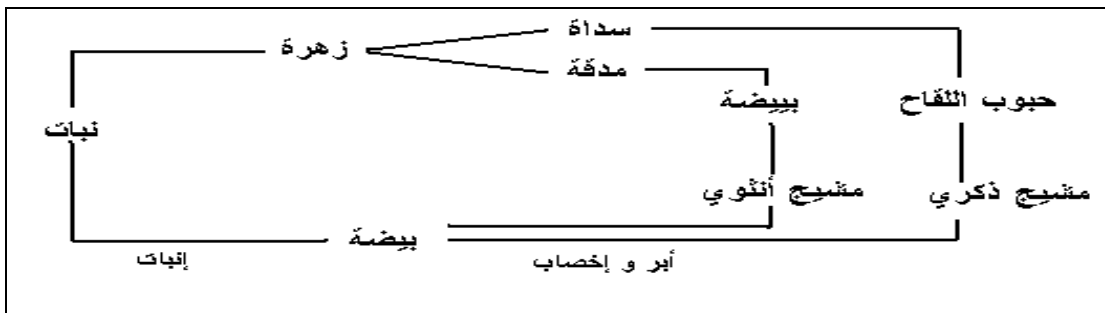 سداة
زهرة
مدقة
حبوب اللقاح
بييضة
نبات
مشيج ذكري
مشيج أنثوي
بيضة
أبر و إخصاب
إنبات